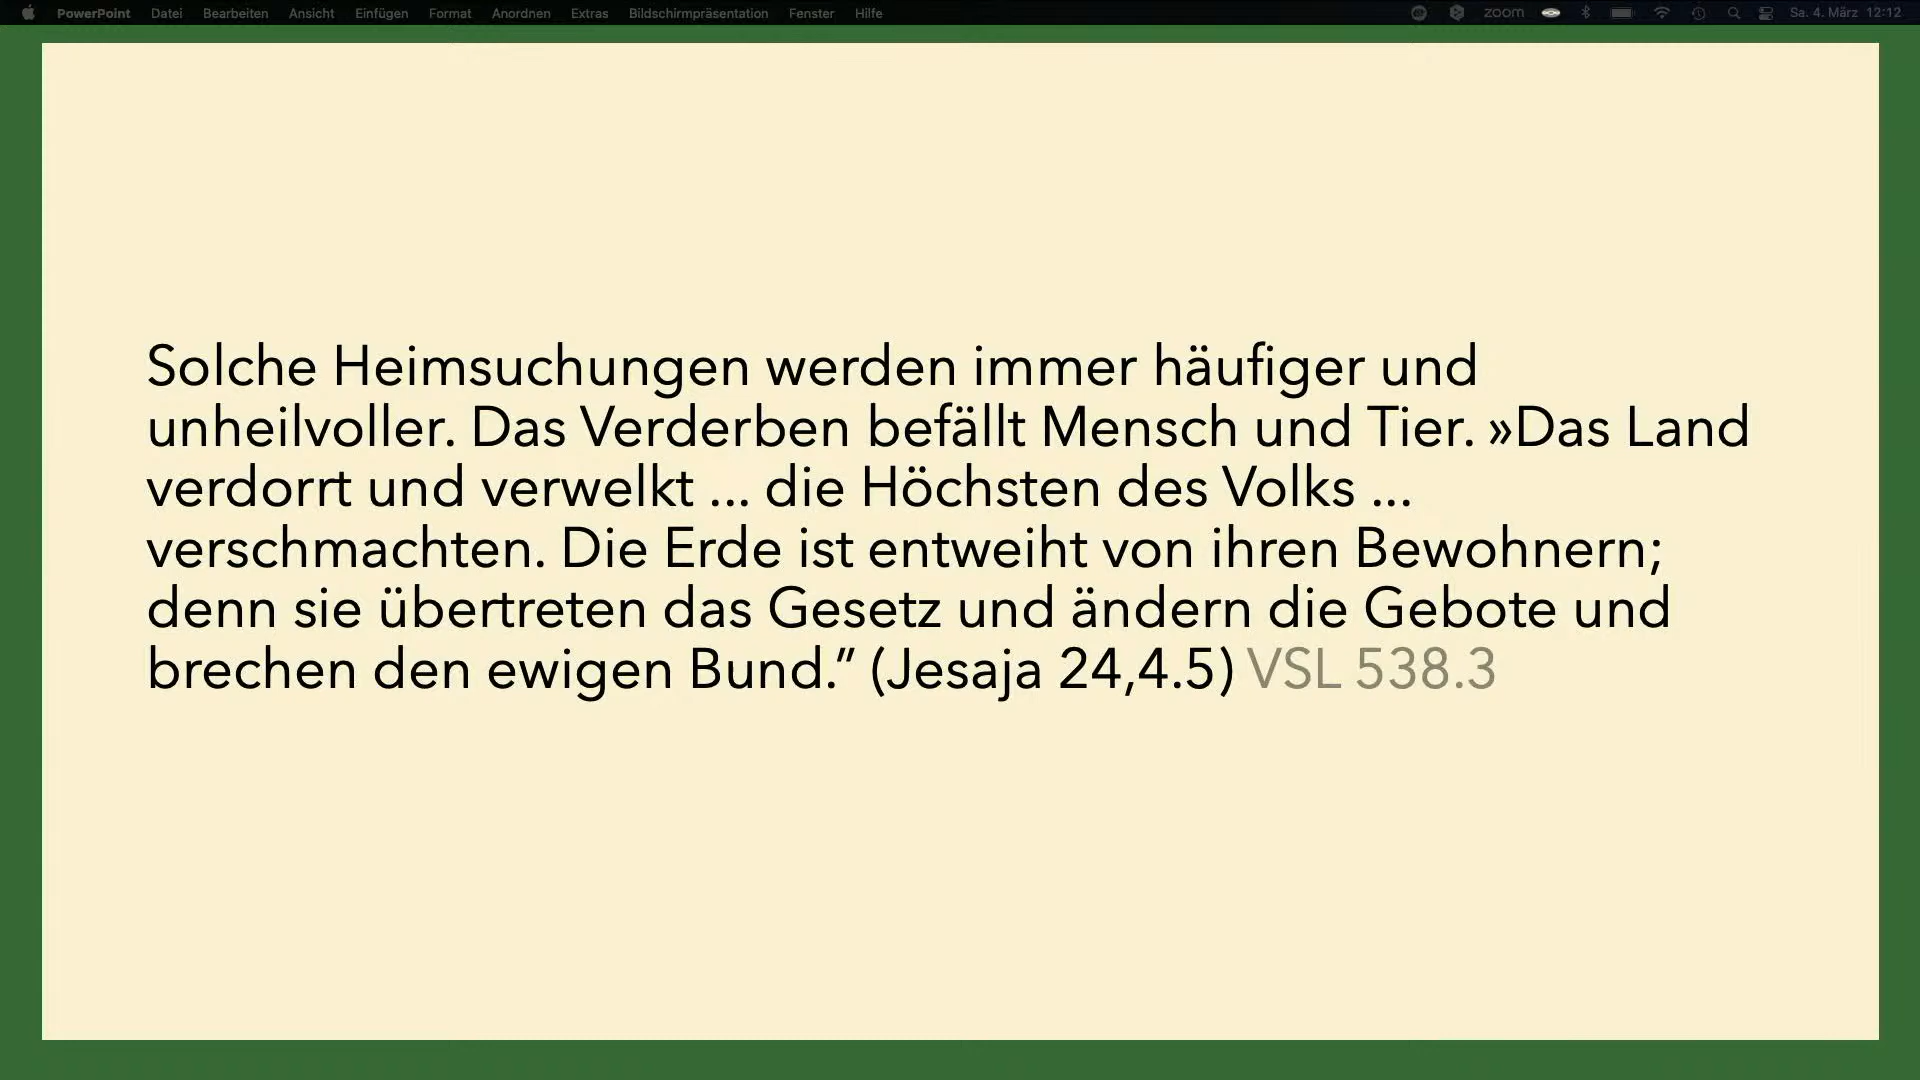 PowerPoint Datei Bearbeiten Ansicht Einfügen Format Anordnen Extras Bildschirmpräsentation Fenster Hilfe zoom Sa. 4. März 12:12
Solche Heimsuchungen werden immer häufiger und
unheilvoller. Das Verderben befällt Mensch und Tier. »Das Land
verdorrt und verwelkt ... die Höchsten des Volks ...
verschmachten. Die Erde ist entweiht von ihren Bewohnern;
denn sie übertreten das Gesetz und ändern die Gebote und
brechen den ewigen Bund.” (Jesaja 24,4.5) VSL 538.3